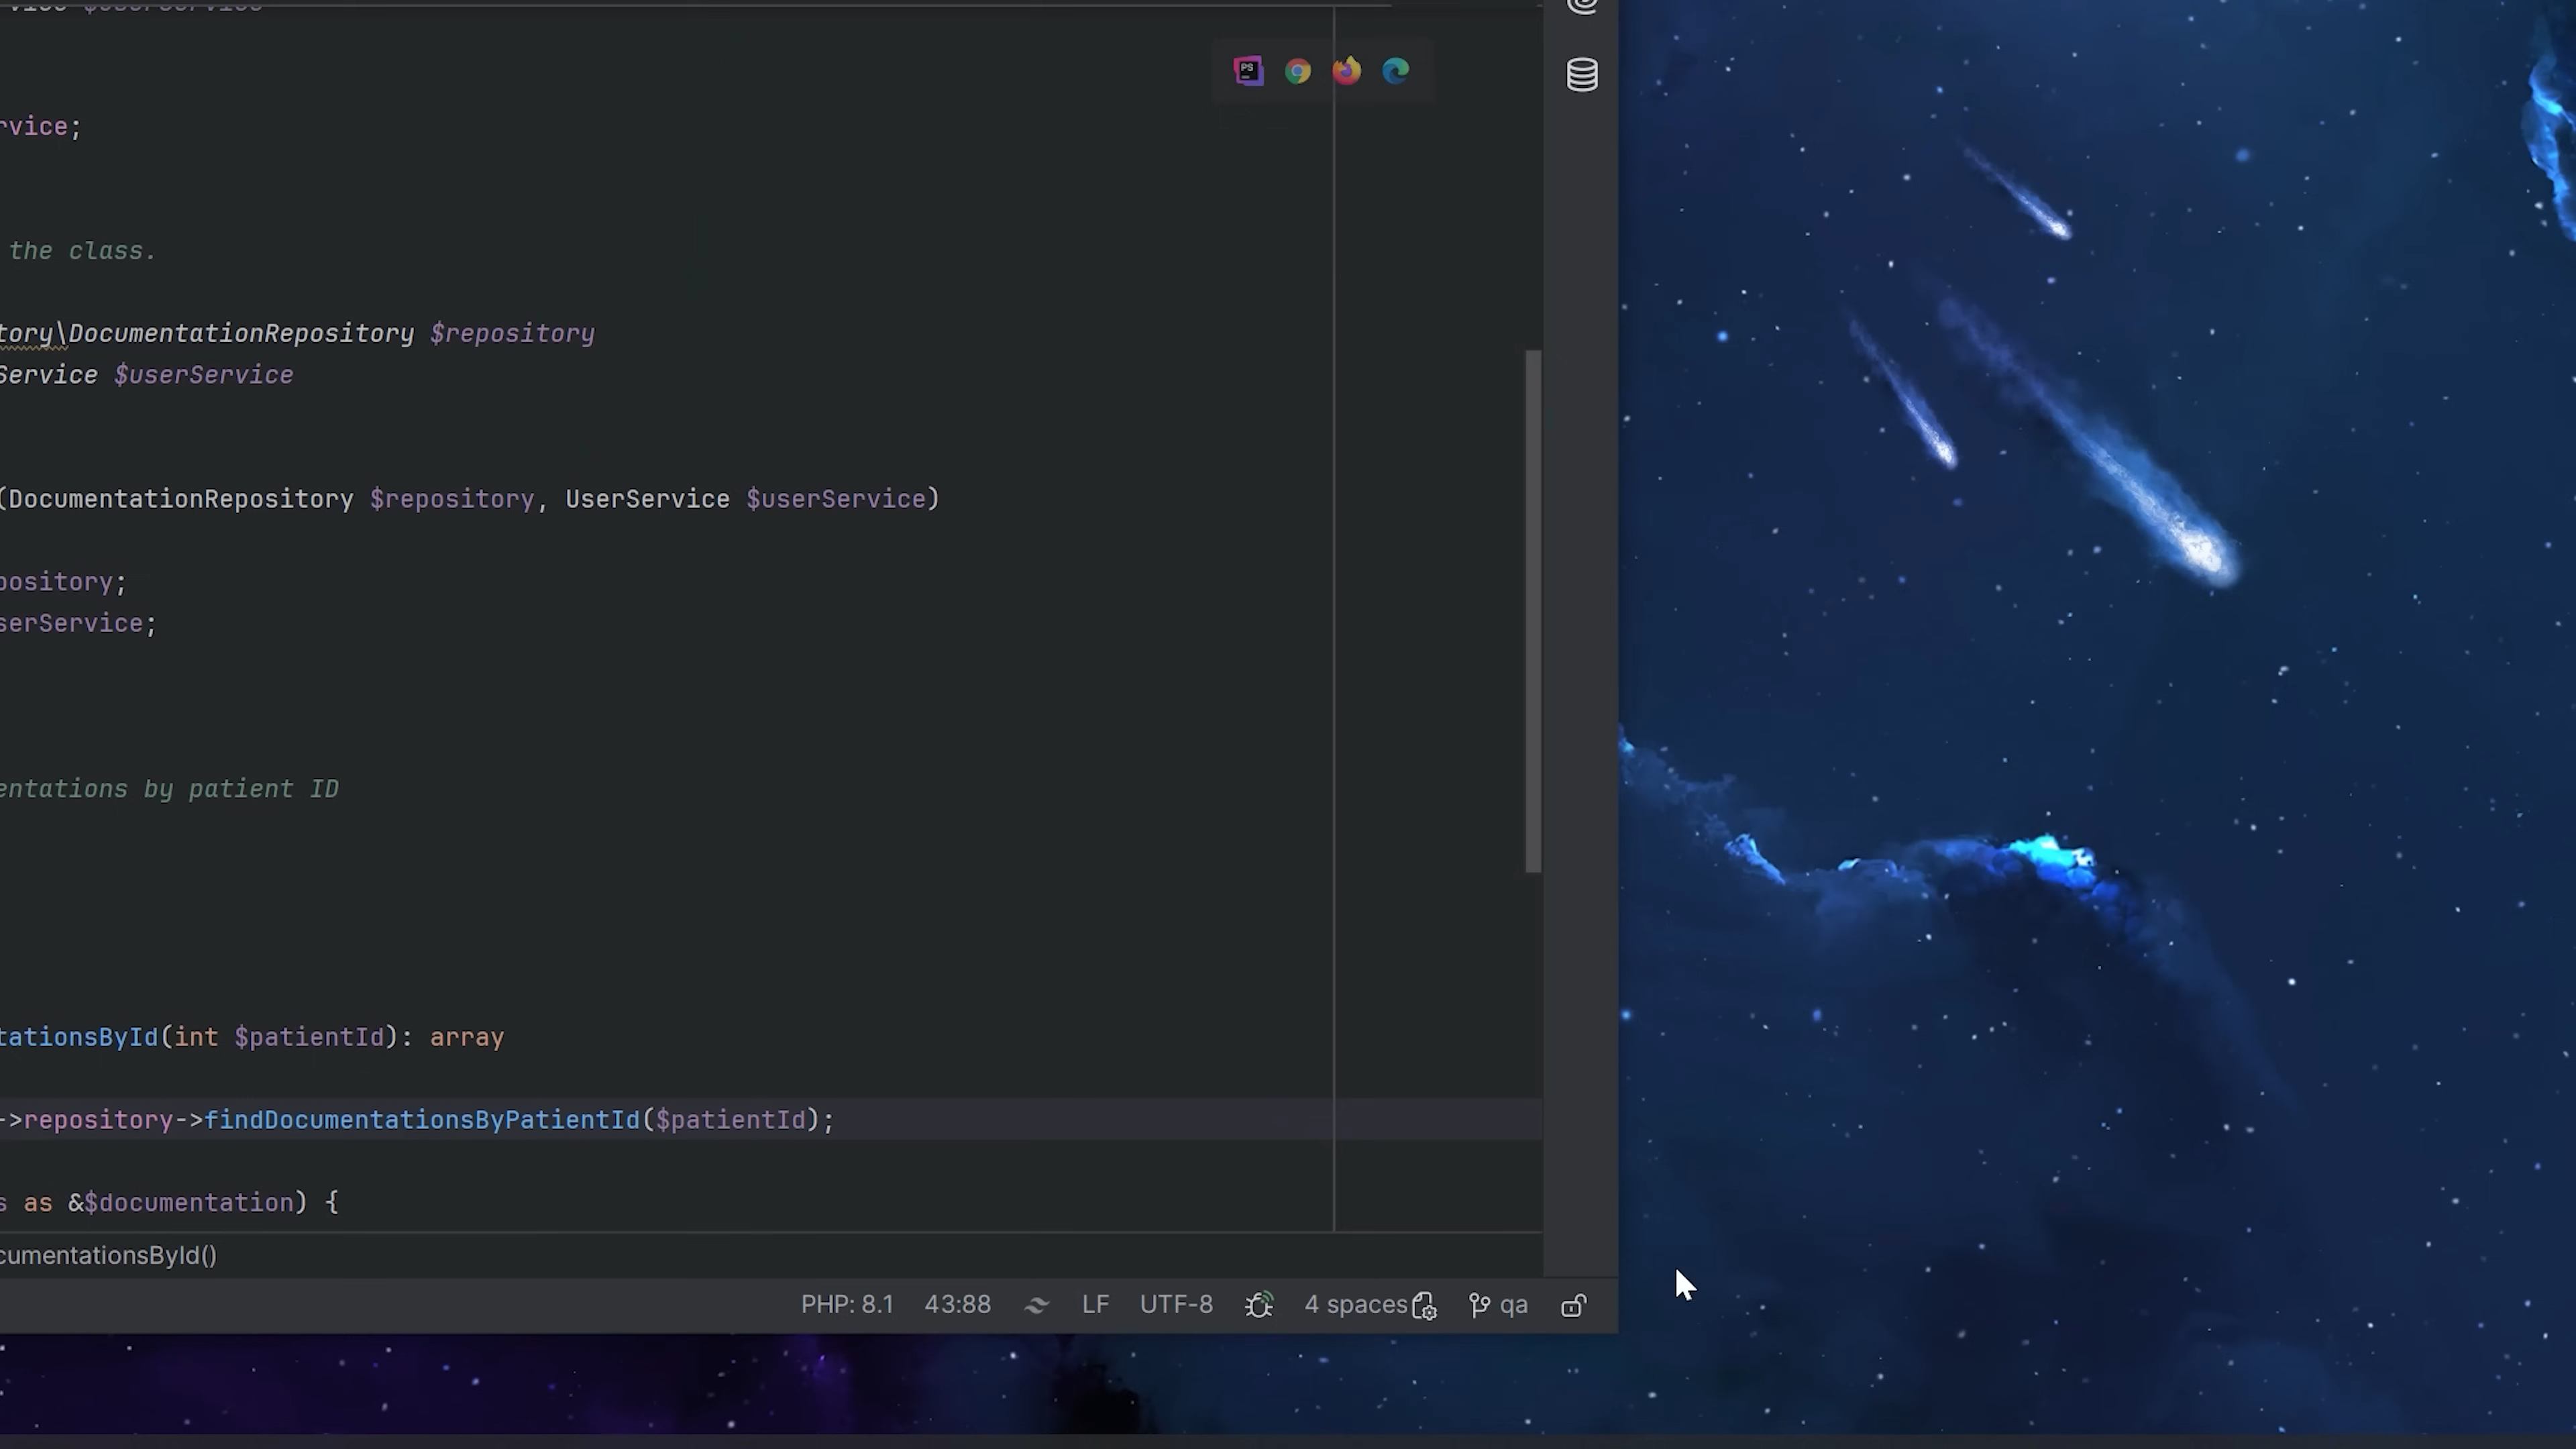 vice $userService
rvice;
the class.
tory\DocumentationRepository $repository
Service $userService
(DocumentationRepository $repository, UserService $userService)
pository;
serService;
entations by patient ID
tationsById(int $patientId): array
->repository->findDocumentationsByPatientId($patientId);
s as &$documentation) {
cumentationsById()
PHP: 8.1 43:88 LF UTF-8 4 spaces qa